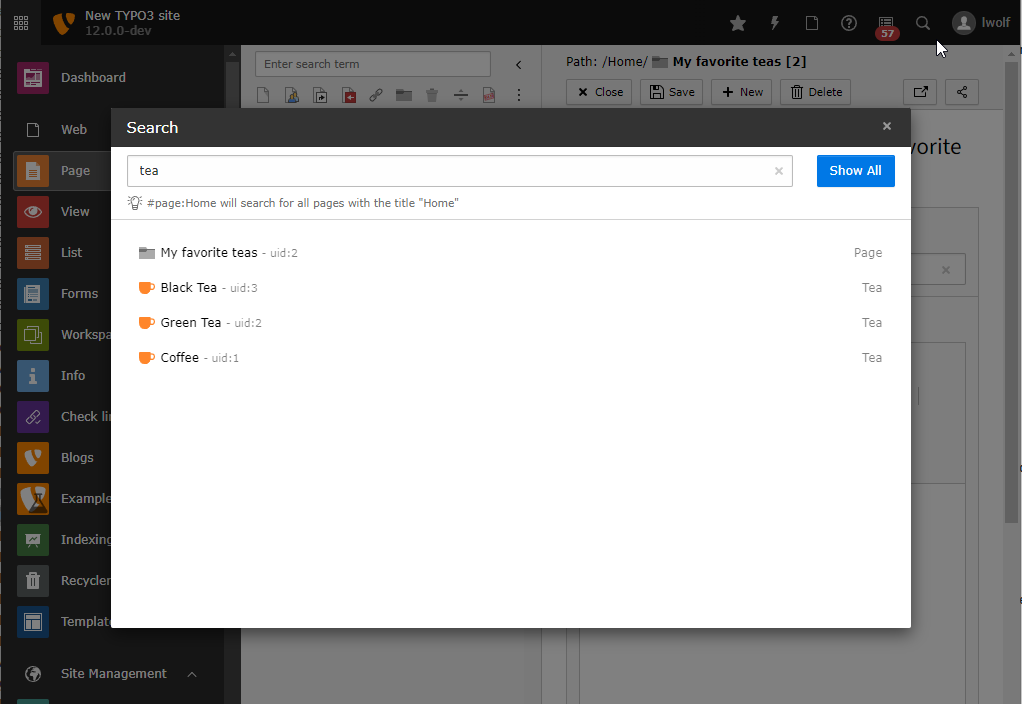 New TYPO3 site
12.0.0-dev
57
lwolf
Dashboard
Web
Page
View
List
Forms
Workspa
Info
Check li
Blogs
Example
Indexing
Recycler
Templat
Site Management
Enter search term
Path: /Home/ My favorite teas [2]
Close
Save
New
Delete
vorite
Search
tea
Show All
#page:Home will search for all pages with the title "Home"
My favorite teas - uid:2 Page
Black Tea - uid:3 Tea
Green Tea - uid:2 Tea
Coffee - uid:1 Tea